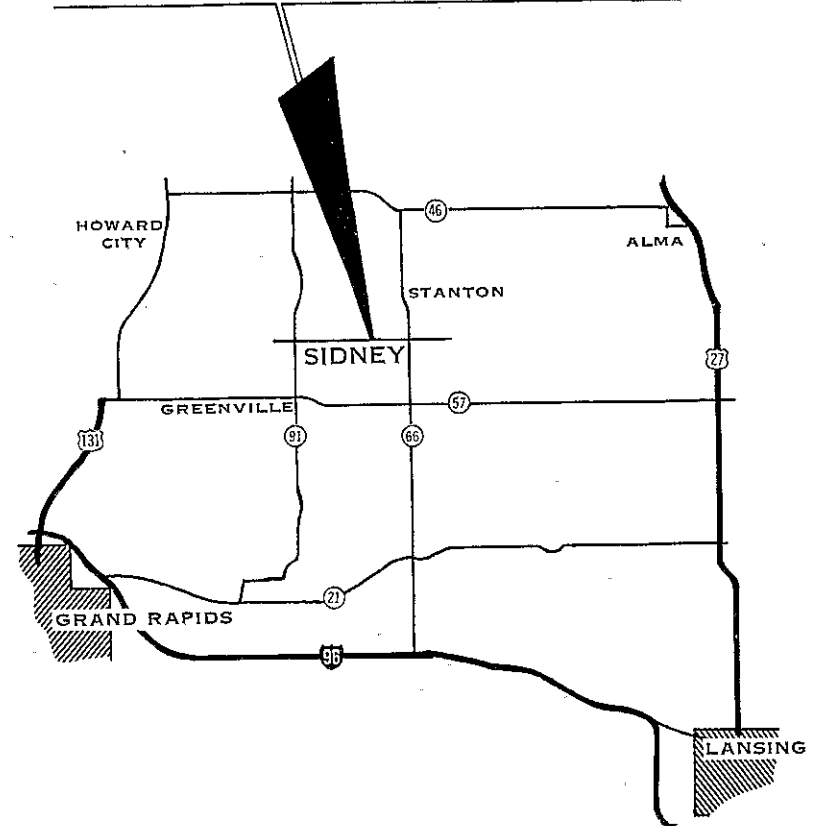 HOWARD
CITY
46
ALMA
STANTON
SIDNEY
27
GREENVILLE
57
131
91
66
21
GRAND RAPIDS
96
LANSING